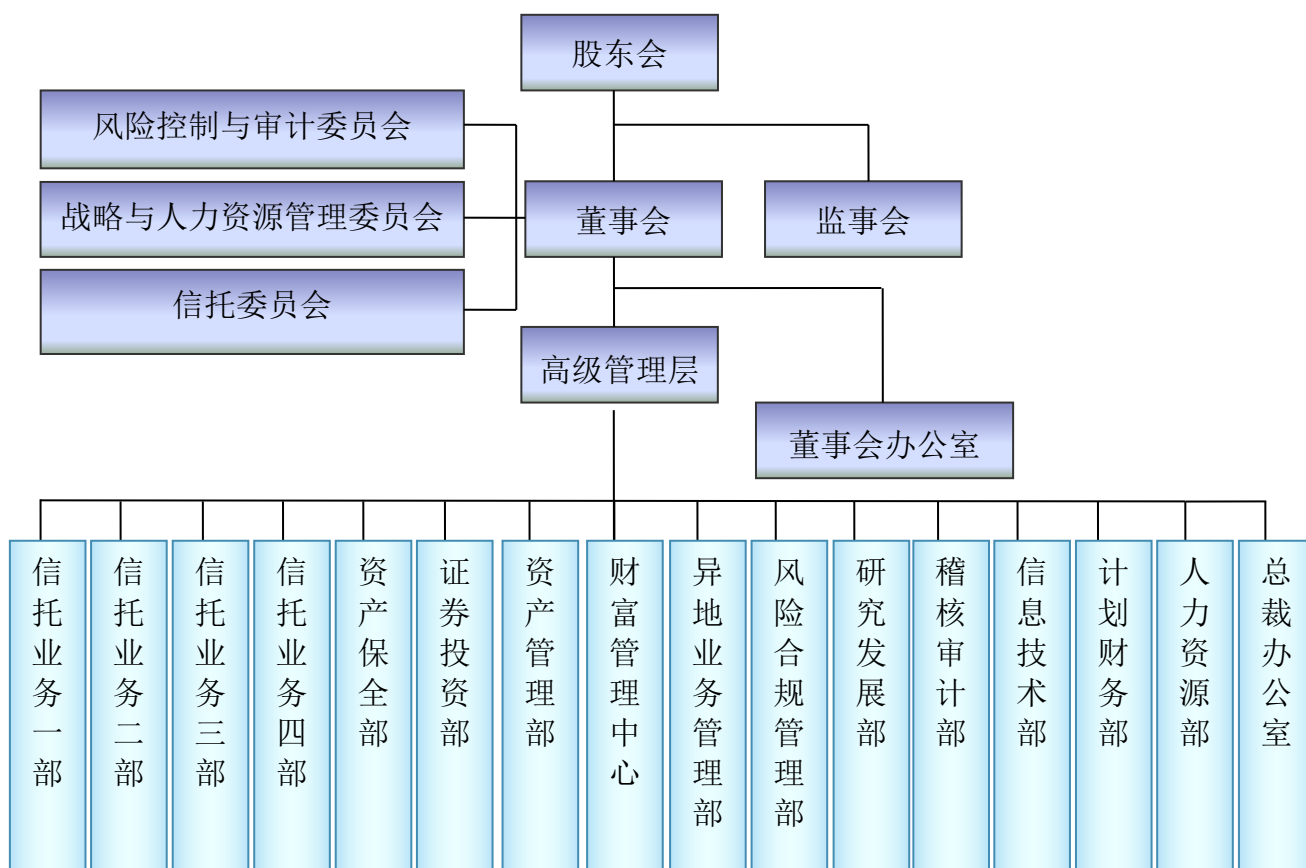 股东会
风险控制与审计委员会
战略与人力资源管理委员会
董事会
监事会
信托委员会
高级管理层
董事会办公室
信托业务一部
信托业务二部
信托业务三部
信托业务四部
资产保全部
证券投资部
资产管理部
财富管理中心
异地业务管理部
风险合规管理部
研究发展部
稽核审计部
信息技术部
计划财务部
人力资源部
总裁办公室